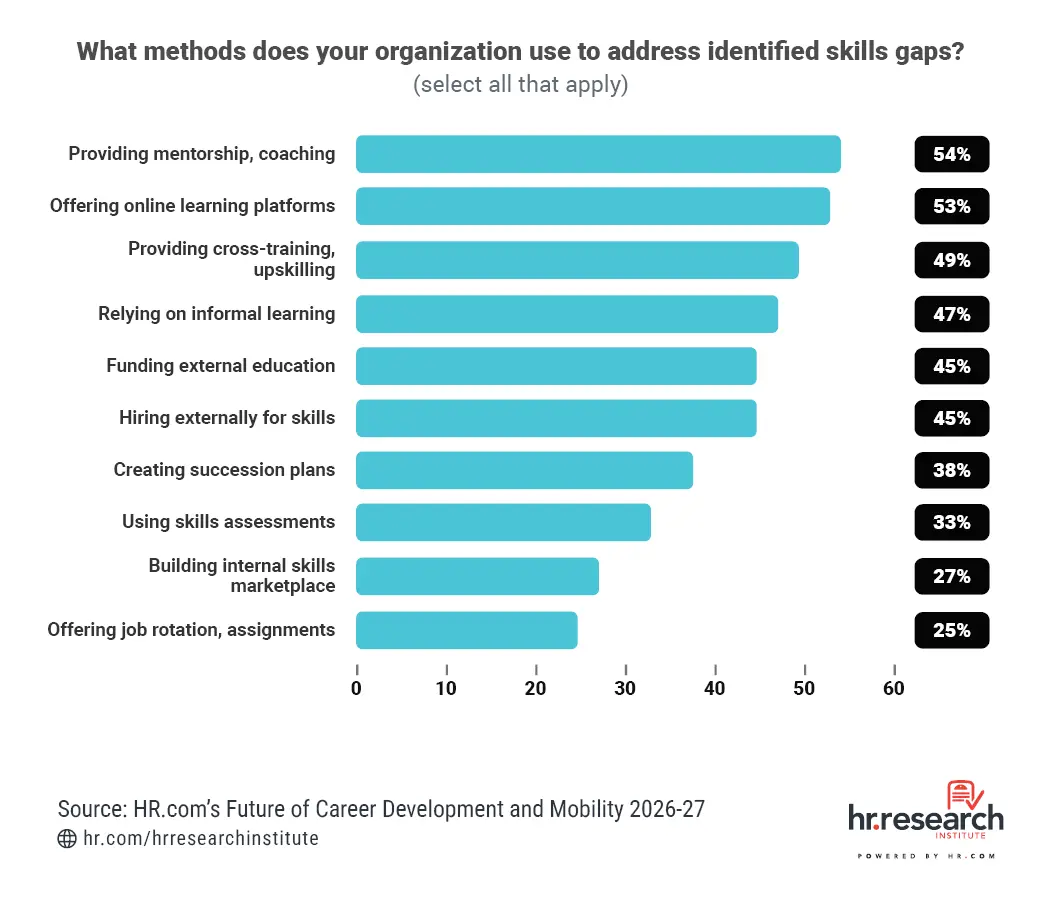 What methods does your organization use to address identified skills gaps?
(select all that apply)
Providing mentorship, coaching
54%
Offering online learning platforms
53%
Providing cross-training,
upskilling
49%
Relying on informal learning
47%
Funding external education
45%
Hiring externally for skills
45%
Creating succession plans
38%
Using skills assessments
33%
Building internal skills
marketplace
27%
Offering job rotation, assignments
25%
0 10 20 30 40 50 60
Source: HR.com’s Future of Career Development and Mobility 2026-27
hr.com/hrresearchinstitute
hr.research
INSTITUTE
POWERED BY HR.COM